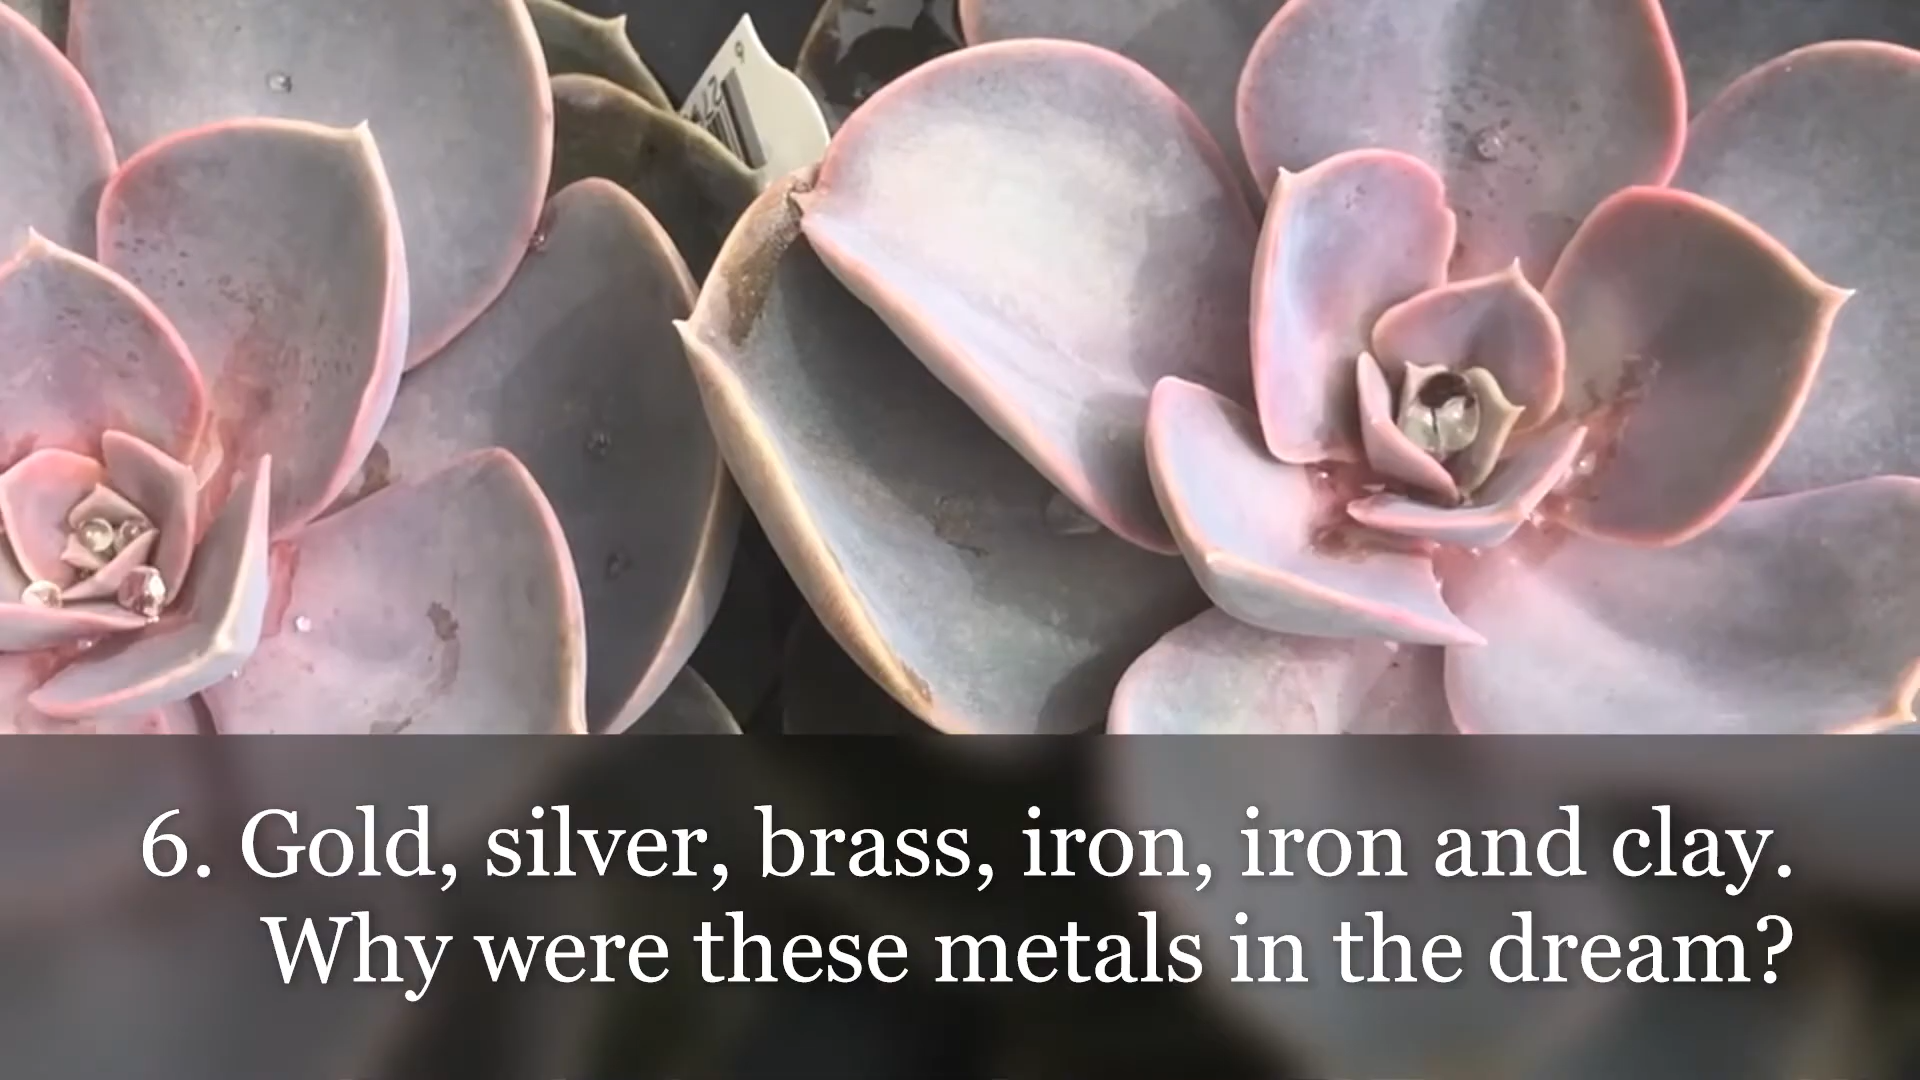 6. Gold, silver, brass, iron, iron and clay.
Why were these metals in the dream?